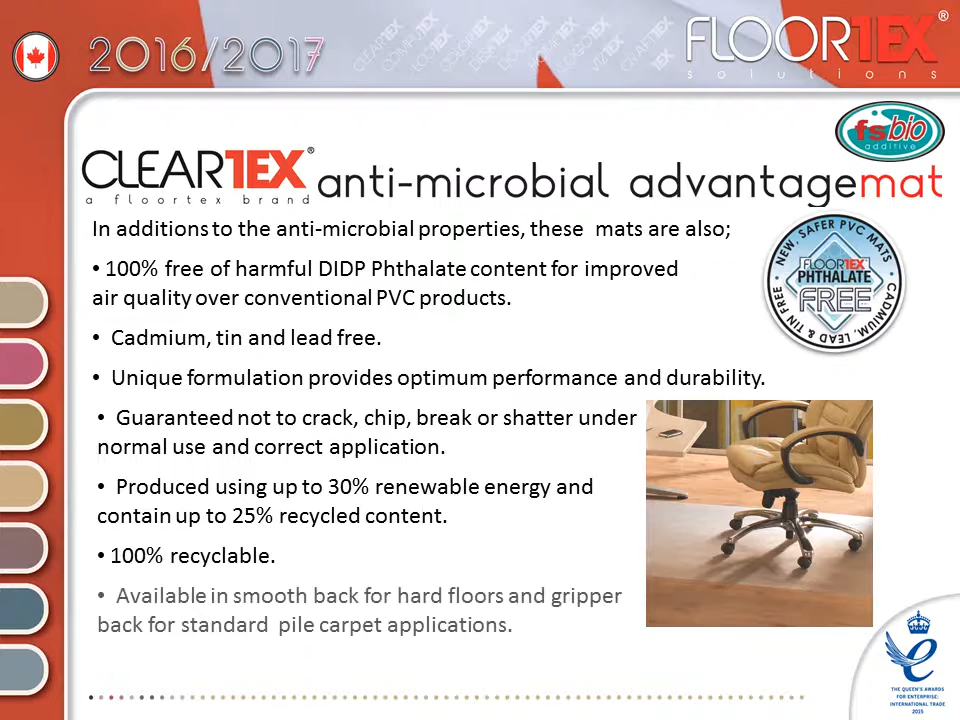 2016/2017
CLEARTEX
FLOORTEX®
solutions
fsbio
additive
CLEARTEX® anti-microbial advantagemat
a floortex brand
In additions to the anti-microbial properties, these mats are also;
• 100% free of harmful DIDP Phthalate content for improved
air quality over conventional PVC products.
NEW, SAFER PVC MATS
FLOORTEX
PHTHALATE
FREE
CADMIUM, LEAD & TIN FREE
• Cadmium, tin and lead free.
• Unique formulation provides optimum performance and durability.
• Guaranteed not to crack, chip, break or shatter under
normal use and correct application.
• Produced using up to 30% renewable energy and
contain up to 25% recycled content.
• 100% recyclable.
• Available in smooth back for hard floors and gripper
back for standard pile carpet applications.
THE QUEEN'S AWARDS
FOR ENTERPRISE:
INTERNATIONAL TRADE
2015